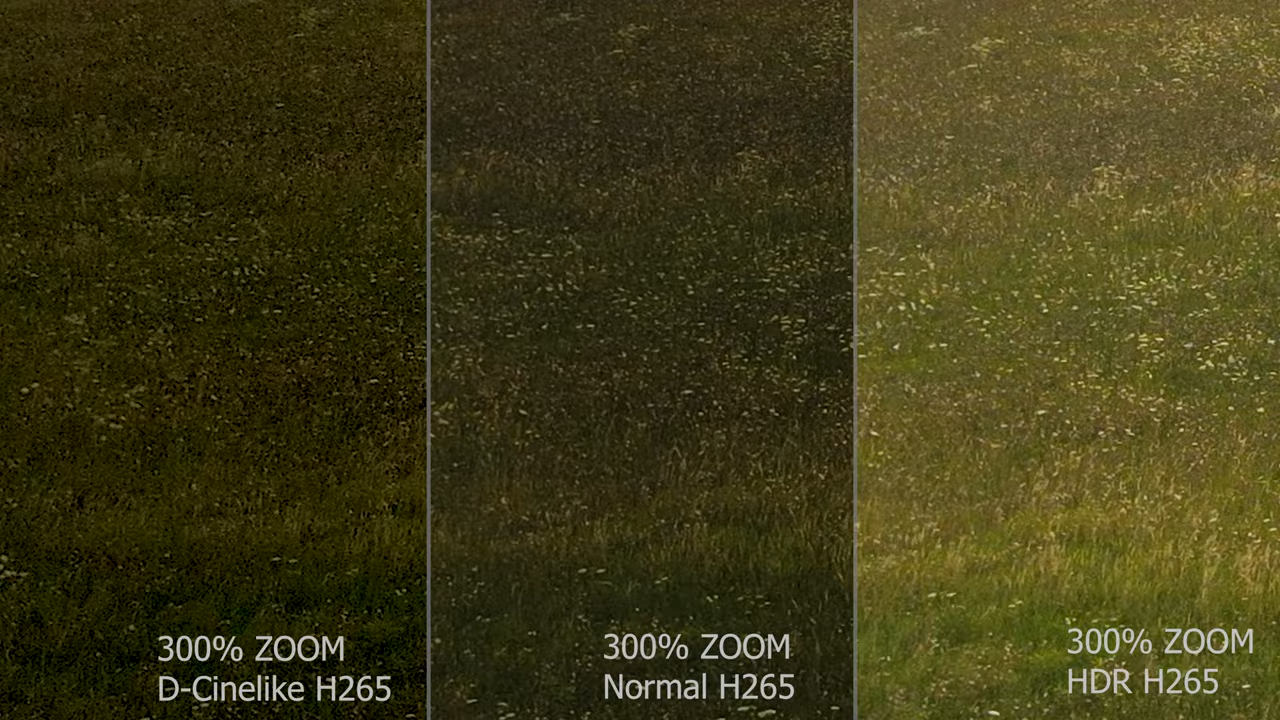 300% ZOOM
D-Cinelike H265
300% ZOOM
Normal H265
300% ZOOM
HDR H265